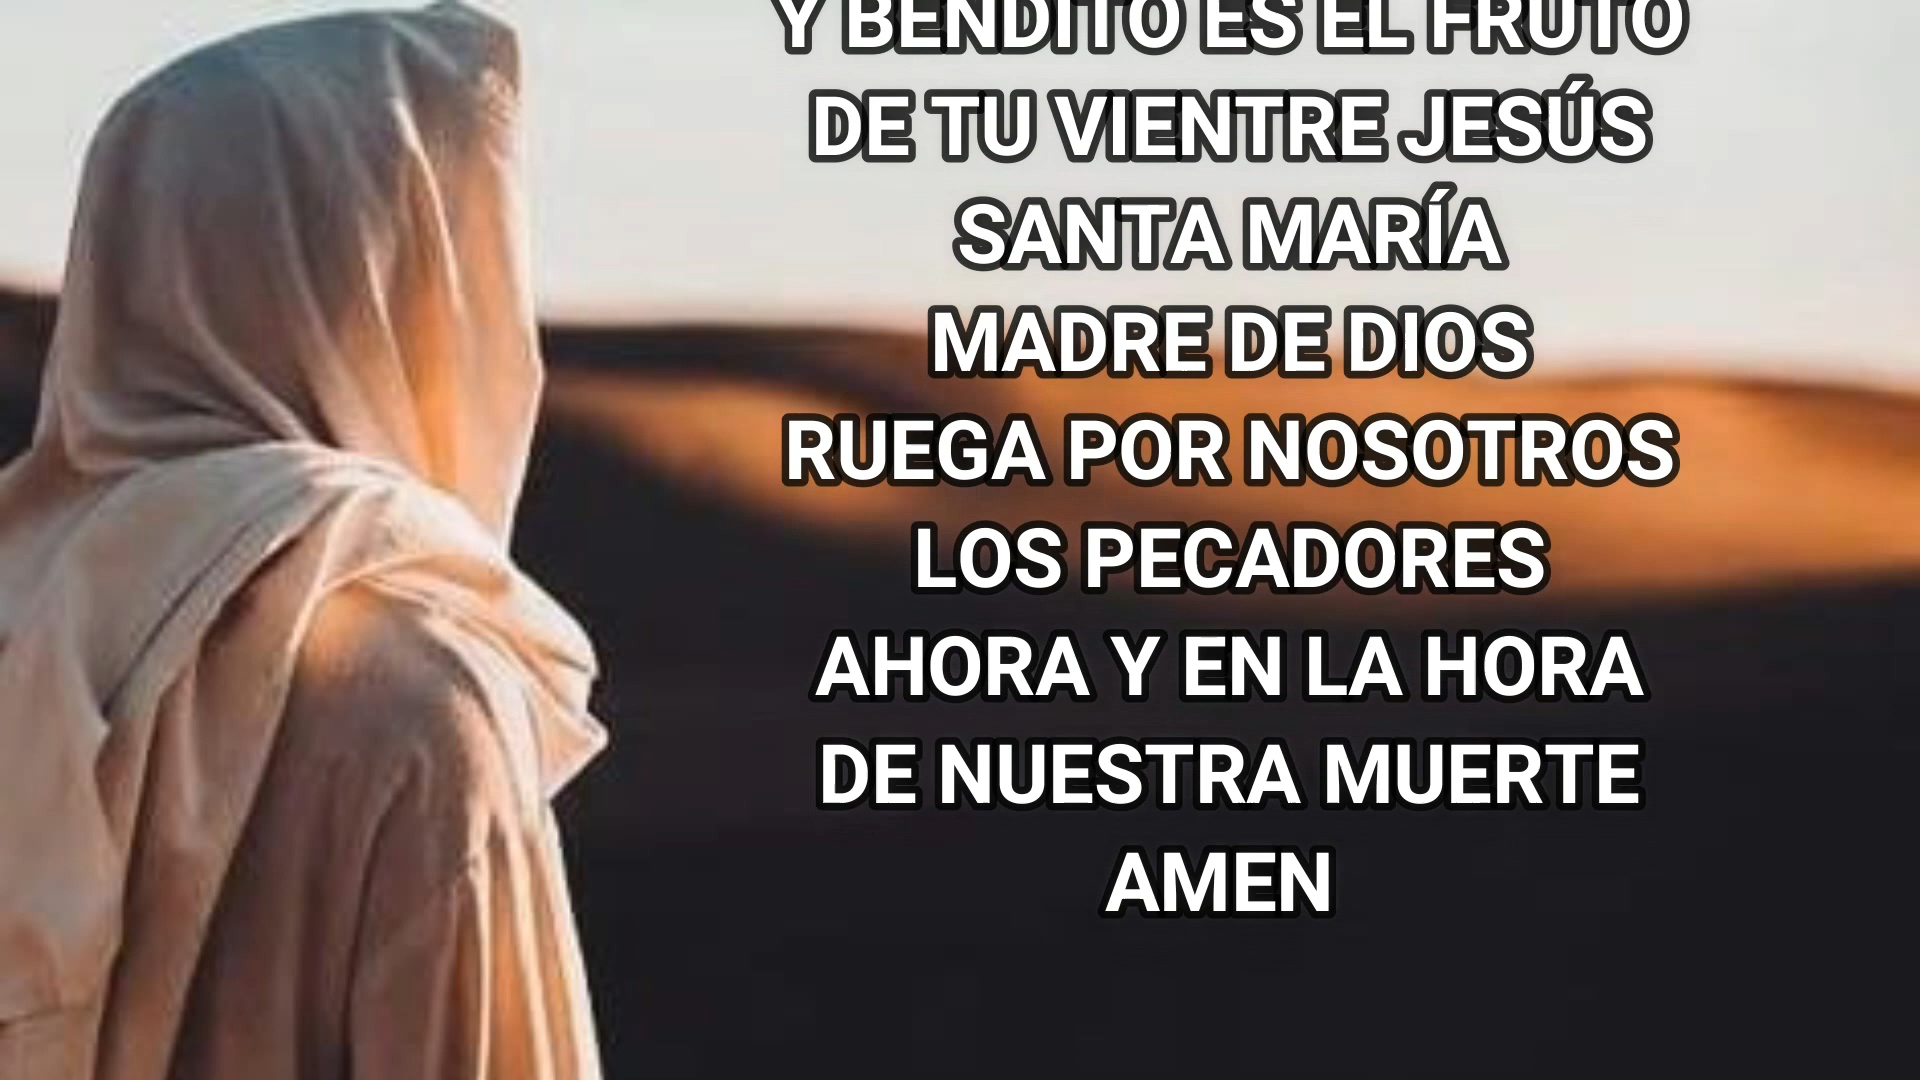 Y BENDITO ES EL FRUTO
DE TU VIENTRE JESÚS
SANTA MARÍA
MADRE DE DIOS
RUEGA POR NOSOTROS
LOS PECADORES
AHORA Y EN LA HORA
DE NUESTRA MUERTE
AMEN